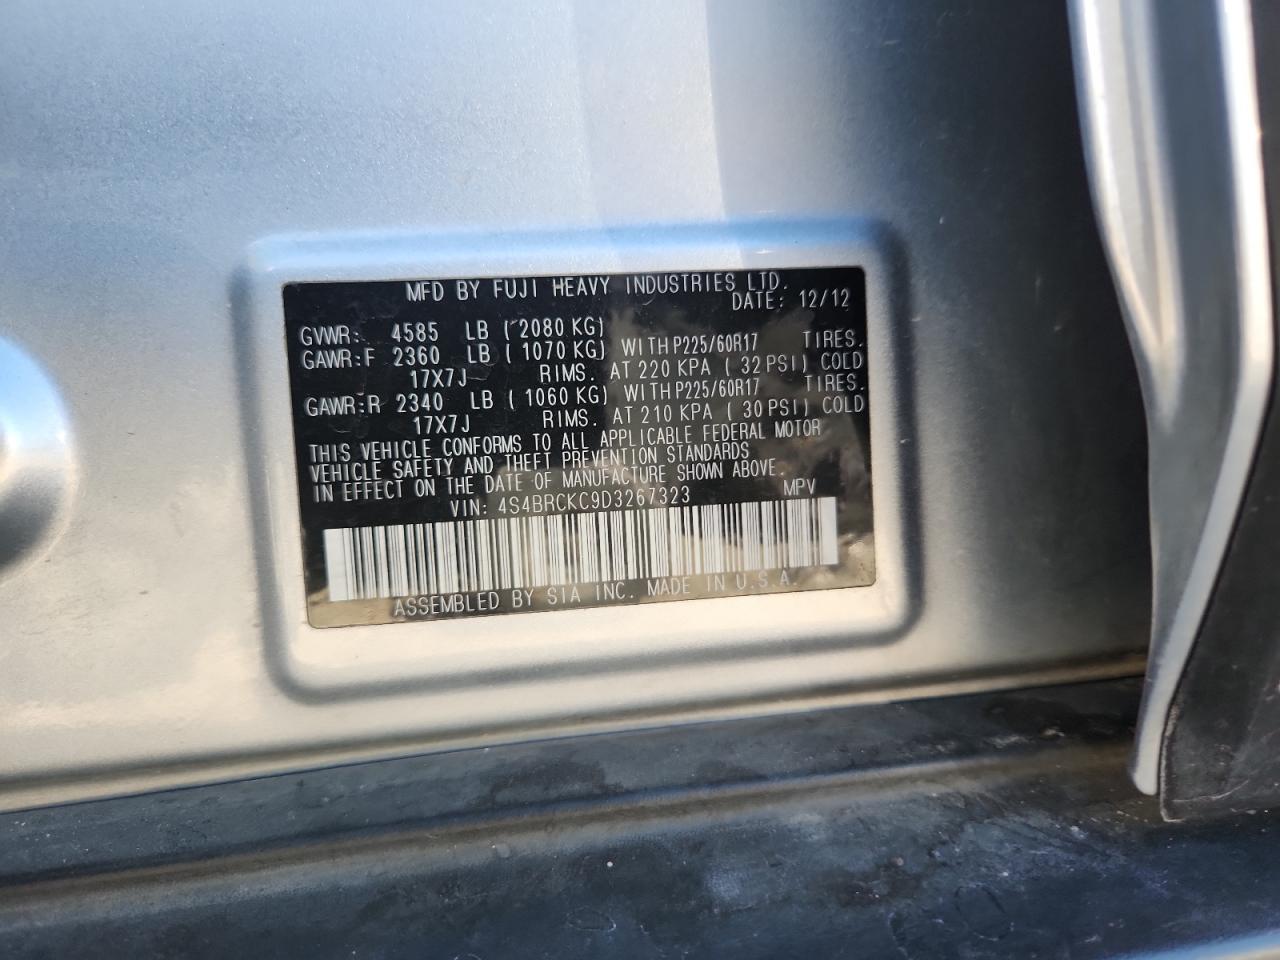 MFD BY FUJI HEAVY INDUSTRIES LTD.
DATE: 12/12
GVWR: 4585 LB ( 2080 KG)
GAWR:F 2360 LB ( 1070 KG) WITH P225/60R17 TIRES.
17X7J RIMS. AT 220 KPA ( 32 PSI) COLD
GAWR:R 2340 LB ( 1060 KG) WITH P225/60R17 TIRES.
17X7J RIMS. AT 210 KPA ( 30 PSI) COLD
THIS VEHICLE CONFORMS TO ALL APPLICABLE FEDERAL MOTOR
VEHICLE SAFETY AND THEFT PREVENTION STANDARDS
IN EFFECT ON THE DATE OF MANUFACTURE SHOWN ABOVE.
VIN: 4S4BRCKC9D3267323 MPV
ASSEMBLED BY SIA INC. MADE IN U.S.A.